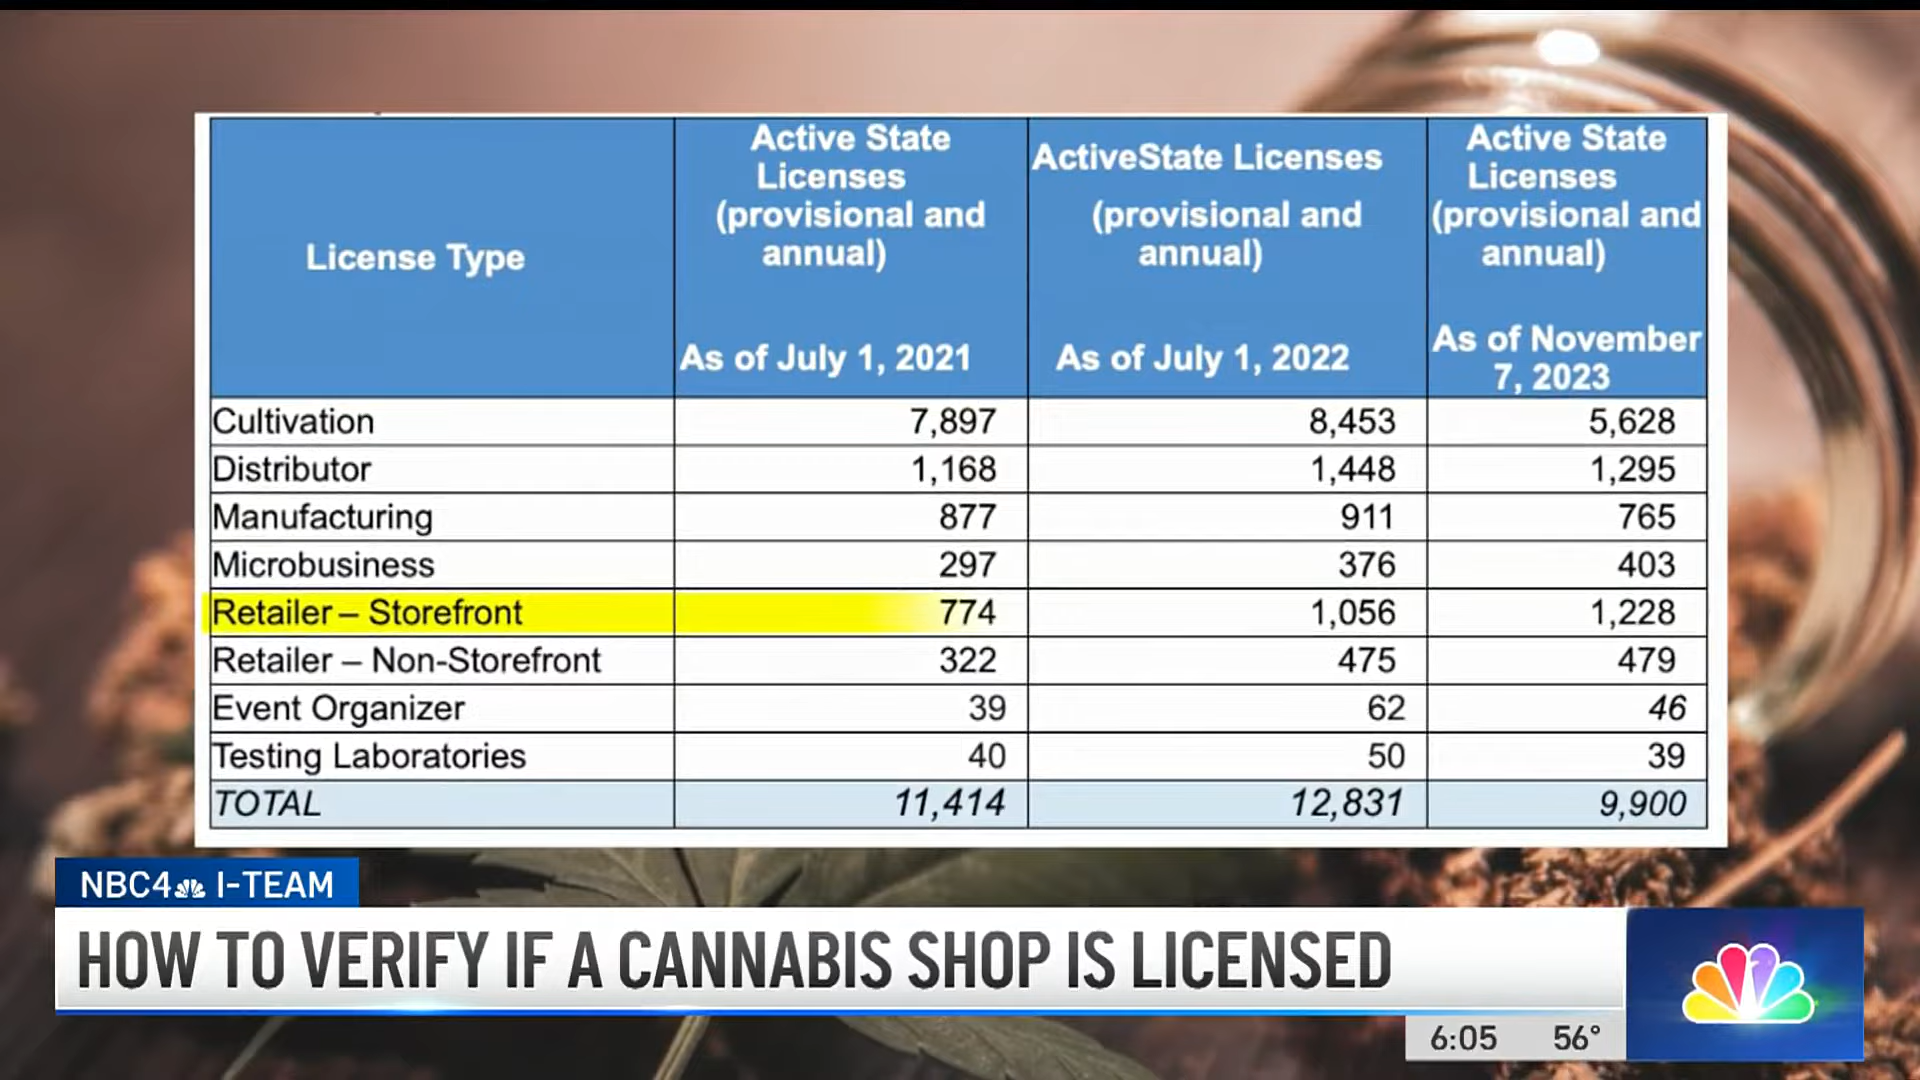 License Type
Active State
Licenses
(provisional and
annual)
As of July 1, 2021
ActiveState Licenses
(provisional and
annual)
As of July 1, 2022
Active State
Licenses
(provisional and
annual)
As of November
7, 2023
Cultivation 7,897 8,453 5,628
Distributor 1,168 1,448 1,295
Manufacturing 877 911 765
Microbusiness 297 376 403
Retailer – Storefront 774 1,056 1,228
Retailer – Non-Storefront 322 475 479
Event Organizer 39 62 46
Testing Laboratories 40 50 39
TOTAL 11,414 12,831 9,900
NBC4 I-TEAM
HOW TO VERIFY IF A CANNABIS SHOP IS LICENSED
6:05 56°